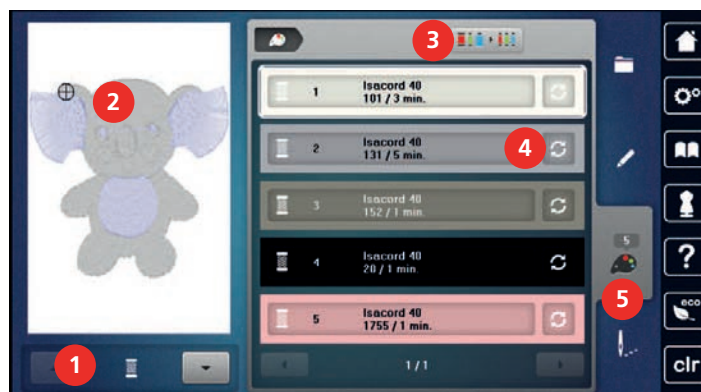 3
2
1
Isacord 40
101 / 3 min.
2
Isacord 40
131 / 5 min.
4
3
Isacord 40
152 / 1 min.
4
Isacord 40
20 / 1 min.
5
Isacord 40
1755 / 1 min.
5
5
1
1 / 1
?
eco
clr